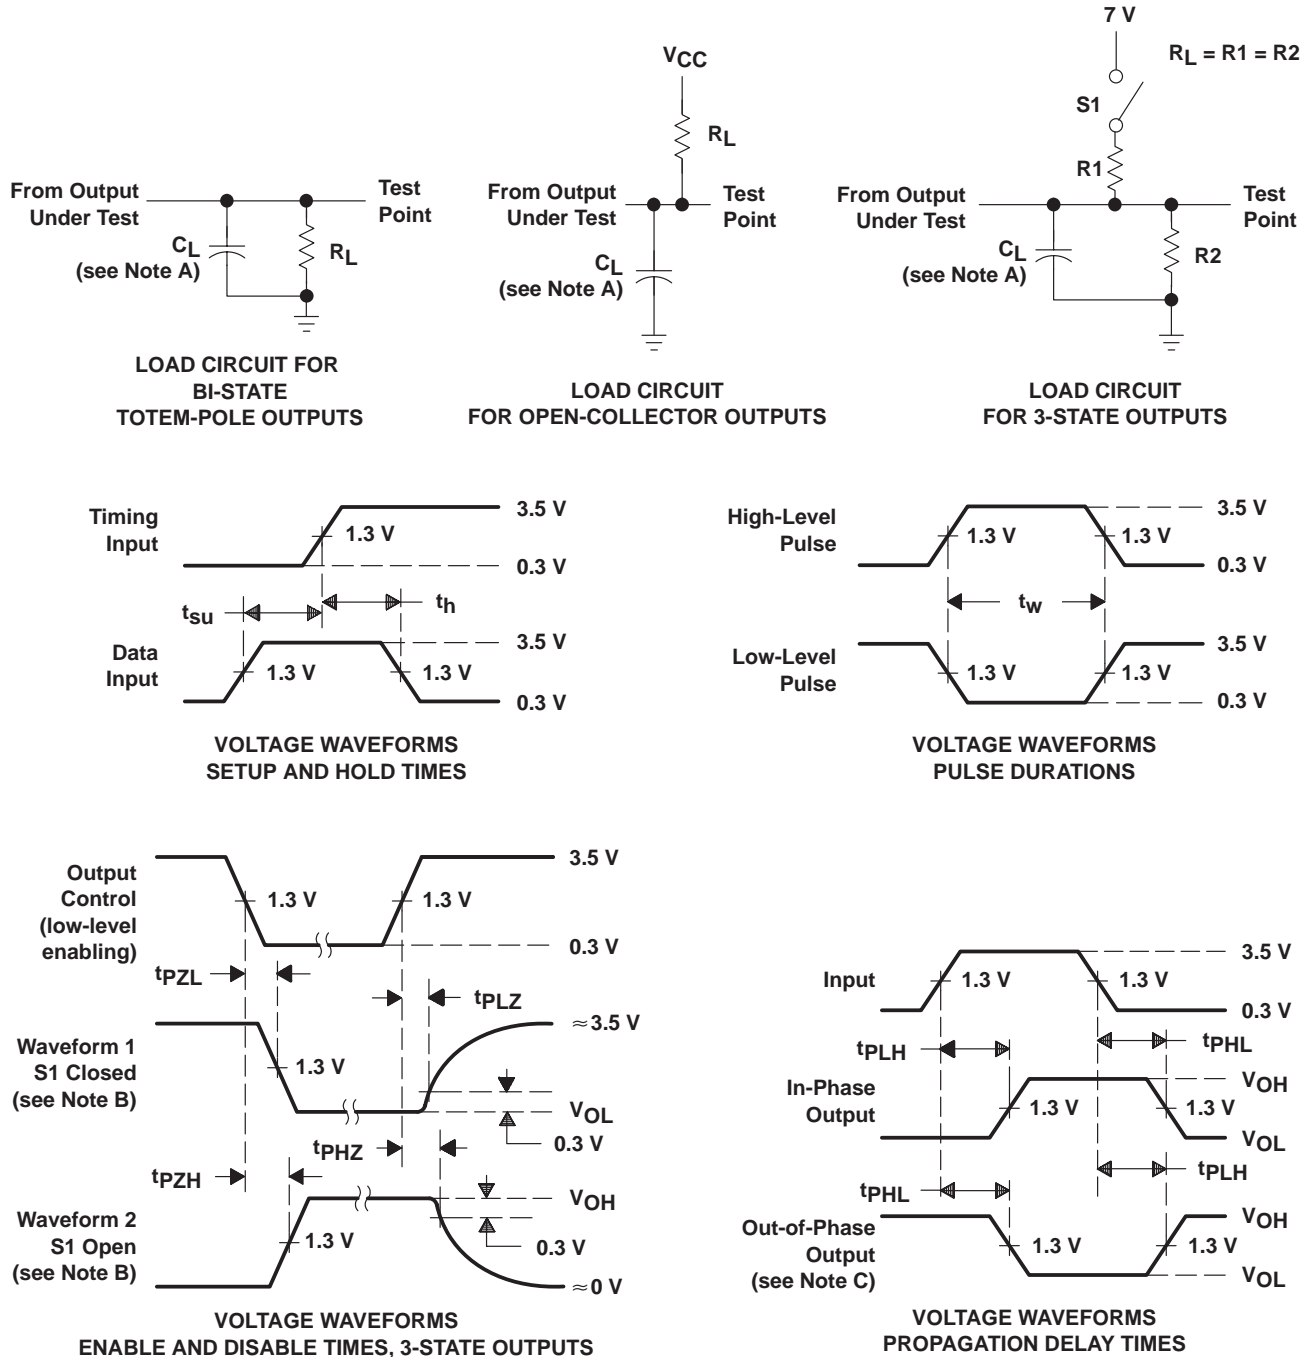 7 V
RL = R1 = R2
S1
R1
From Output
Under Test
Test
Point
CL
(see Note A)
RL
LOAD CIRCUIT FOR
BI-STATE
TOTEM-POLE OUTPUTS
VCC
RL
From Output
Under Test
Test
Point
CL
(see Note A)
LOAD CIRCUIT
FOR OPEN-COLLECTOR OUTPUTS
From Output
Under Test
Test
Point
CL
(see Note A)
R2
LOAD CIRCUIT
FOR 3-STATE OUTPUTS
Timing
Input
1.3 V
3.5 V
0.3 V
tsu
th
Data
Input
1.3 V
1.3 V
3.5 V
0.3 V
VOLTAGE WAVEFORMS
SETUP AND HOLD TIMES
High-Level
Pulse
1.3 V
1.3 V
3.5 V
0.3 V
tw
Low-Level
Pulse
1.3 V
1.3 V
3.5 V
0.3 V
VOLTAGE WAVEFORMS
PULSE DURATIONS
Output
Control
(low-level
enabling)
1.3 V
1.3 V
3.5 V
0.3 V
tPZL
tPLZ
Waveform 1
S1 Closed
(see Note B)
1.3 V
≈3.5 V
VOL
0.3 V
tPHZ
tPZH
Waveform 2
S1 Open
(see Note B)
1.3 V
VOH
0.3 V
≈0 V
VOLTAGE WAVEFORMS
ENABLE AND DISABLE TIMES, 3-STATE OUTPUTS
Input
1.3 V
1.3 V
3.5 V
0.3 V
tPLH
tPHL
In-Phase
Output
1.3 V
1.3 V
VOH
VOL
tPHL
tPLH
Out-of-Phase
Output
(see Note C)
1.3 V
1.3 V
VOH
VOL
VOLTAGE WAVEFORMS
PROPAGATION DELAY TIMES